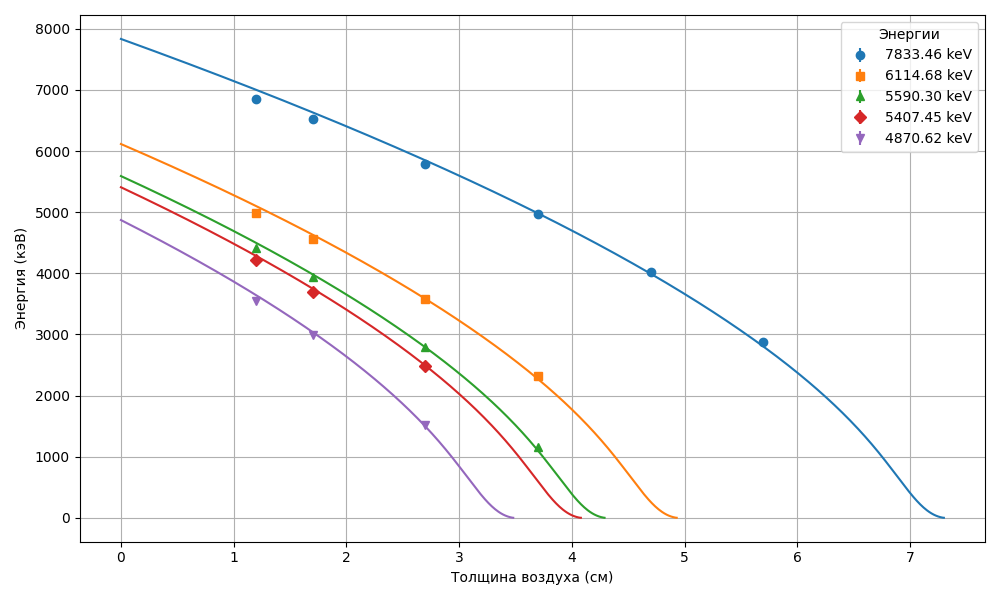 Энергии
7833.46 keV
6114.68 keV
5590.30 keV
5407.45 keV
4870.62 keV
8000
7000
6000
5000
4000
3000
2000
1000
0
Энергия (кэВ)
0 1 2 3 4 5 6 7
Толщина воздуха (см)